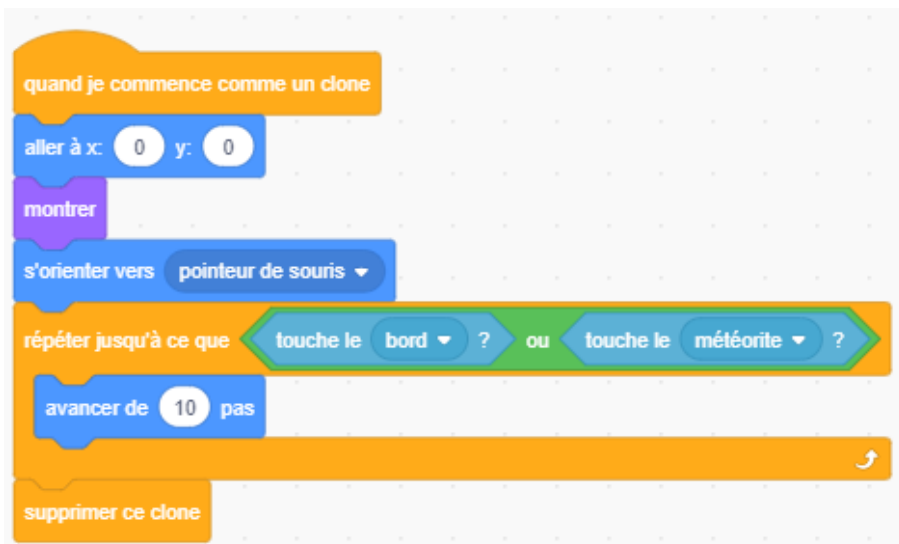 quand je commence comme un clone
aller à x: 0 y: 0
montrer
s'orienter vers pointeur de souris
répéter jusqu'à ce que touche le bord ? ou touche le météorite ?
avancer de 10 pas
supprimer ce clone